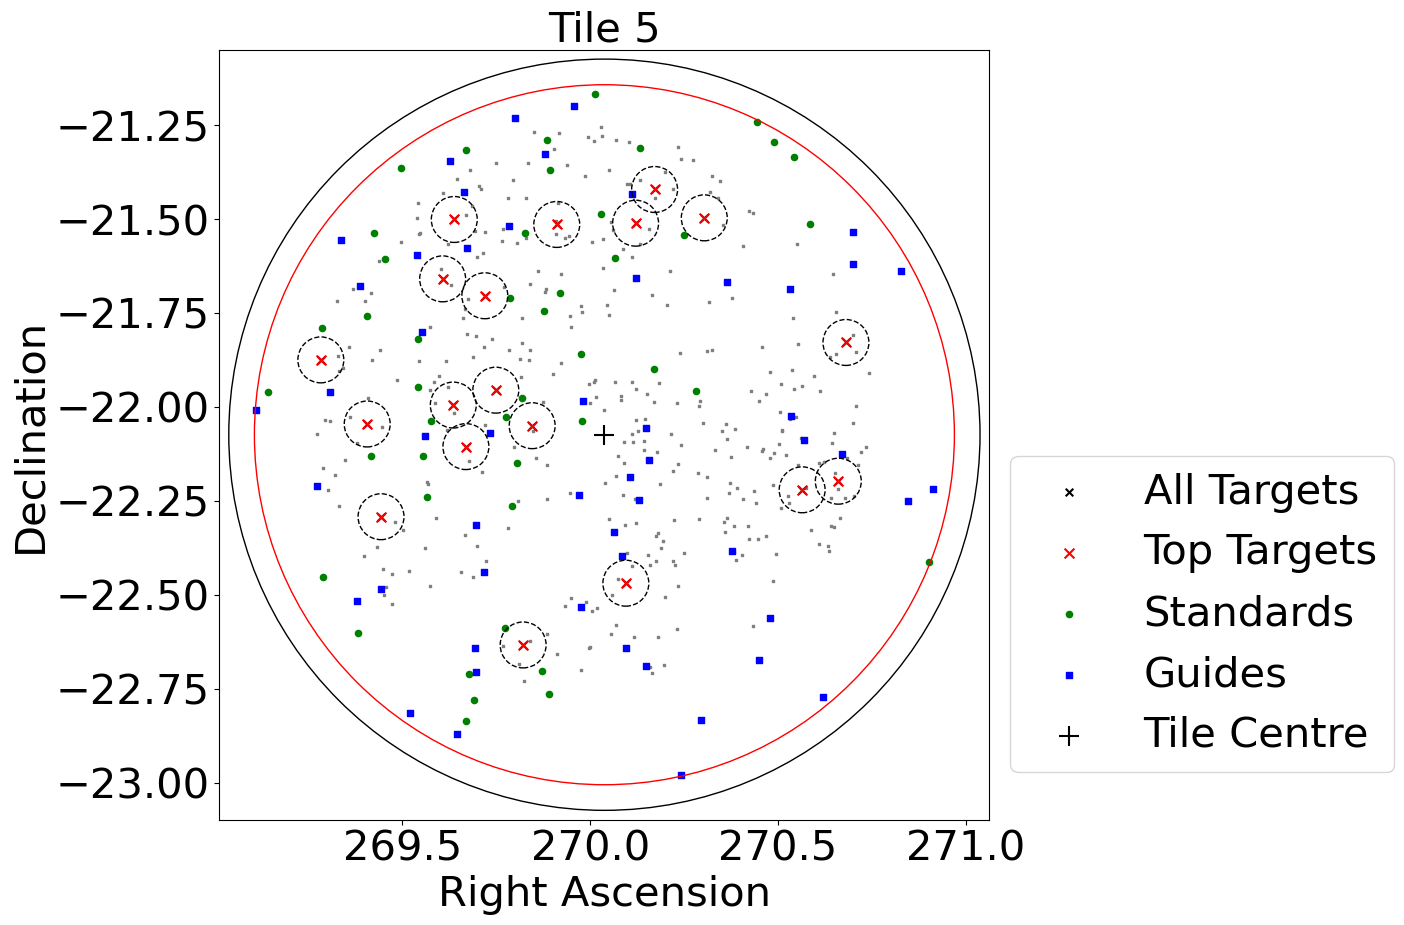 Tile 5
−21.25
−21.50
−21.75
−22.00
−22.25
−22.50
−22.75
−23.00
Declination
269.5
270.0
270.5
271.0
Right Ascension
All Targets
Top Targets
Standards
Guides
Tile Centre